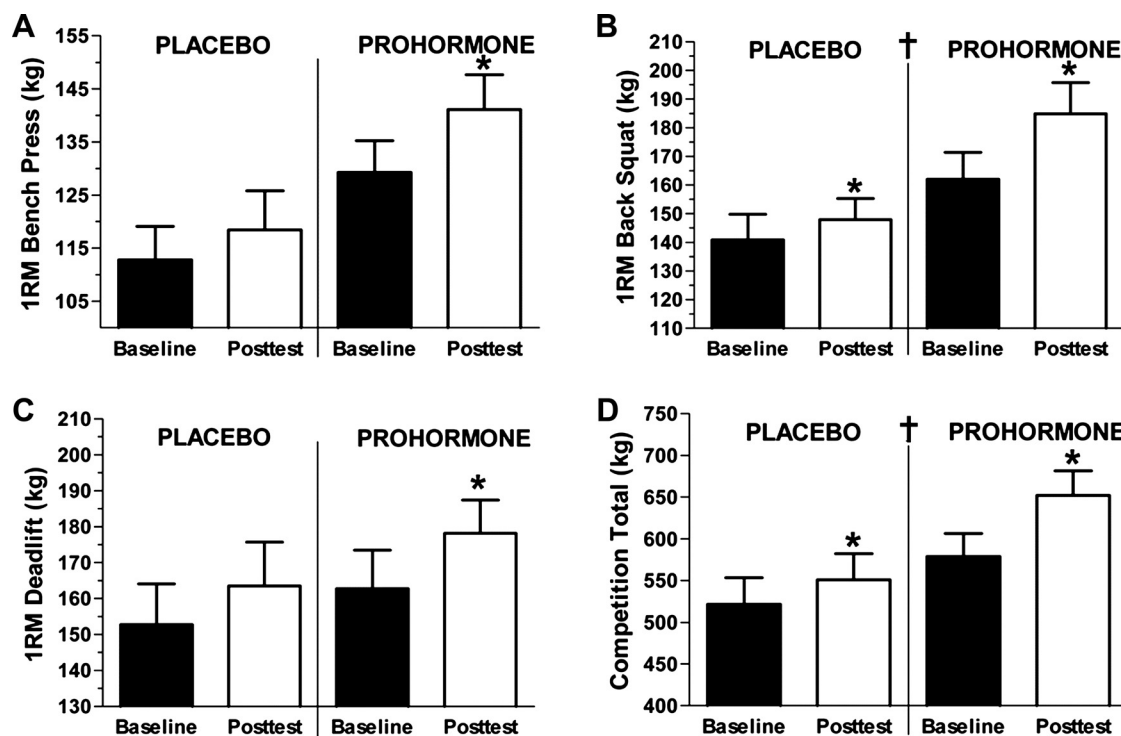 A
PLACEBO
PROHORMONE
1RM Bench Press (kg)
155
145
135
125
115
105
*
Baseline
Posttest
Baseline
Posttest
B
PLACEBO
†
PROHORMONE
1RM Back Squat (kg)
210
200
190
180
170
160
150
140
130
120
110
*
*
Baseline
Posttest
Baseline
Posttest
C
PLACEBO
PROHORMONE
1RM Deadlift (kg)
210
200
190
180
170
160
150
140
130
*
Baseline
Posttest
Baseline
Posttest
D
PLACEBO
†
PROHORMONE
Competition Total (kg)
750
700
650
600
550
500
450
400
*
*
Baseline
Posttest
Baseline
Posttest